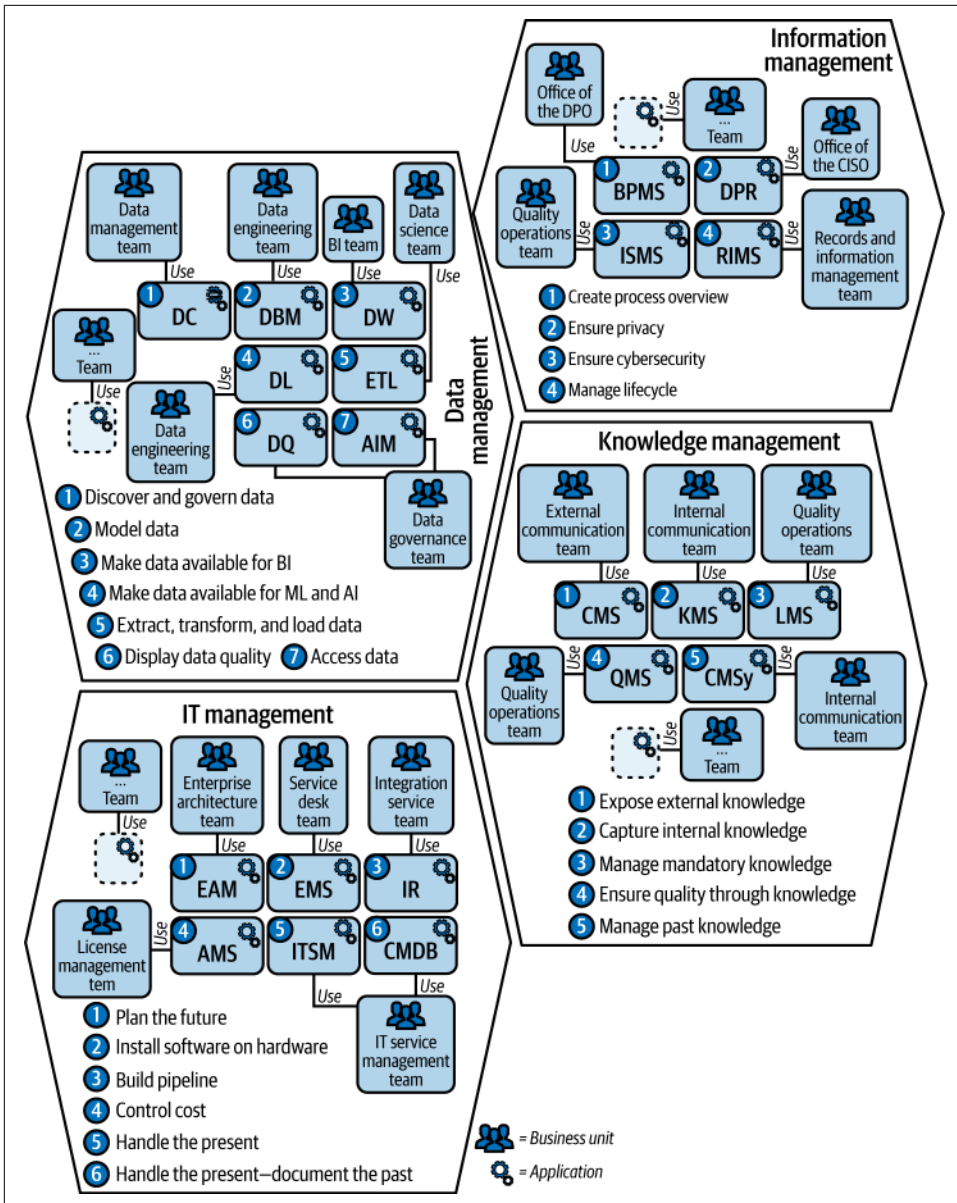 Information
management
Office of
the DPO
Use
...
Team
Use
Office of
the CISO
Use
1 BPMS
2 DPR
Quality
operations
team
Use
3 ISMS
4 RIMS
Use
Records and
information
management
team
1 Create process overview
2 Ensure privacy
3 Ensure cybersecurity
4 Manage lifecycle
Data
management
Data
management
team
Use
Data
engineering
team
Use
BI team
Use
Data
science
team
Use
1 DC
2 DBM
3 DW
...
Team
Use
Data
engineering
team
Use
4 DL
5 ETL
6 DQ
7 AIM
Data
governance
team
1 Discover and govern data
2 Model data
3 Make data available for BI
4 Make data available for ML and AI
5 Extract, transform, and load data
6 Display data quality 7 Access data
Knowledge management
External
communication
team
Use
Internal
communication
team
Use
Quality
operations
team
Use
1 CMS
2 KMS
3 LMS
Quality
operations
team
Use
4 QMS
5 CMSy
Use
Internal
communication
team
Use
...
Team
1 Expose external knowledge
2 Capture internal knowledge
3 Manage mandatory knowledge
4 Ensure quality through knowledge
5 Manage past knowledge
IT management
...
Team
Use
Enterprise
architecture
team
Use
Service
desk
team
Use
Integration
service
team
Use
1 EAM
2 EMS
3 IR
License
management
tem
Use
4 AMS
5 ITSM
6 CMDB
Use
Use
IT service
management
team
1 Plan the future
2 Install software on hardware
3 Build pipeline
4 Control cost
5 Handle the present
6 Handle the present—document the past
= Business unit
= Application